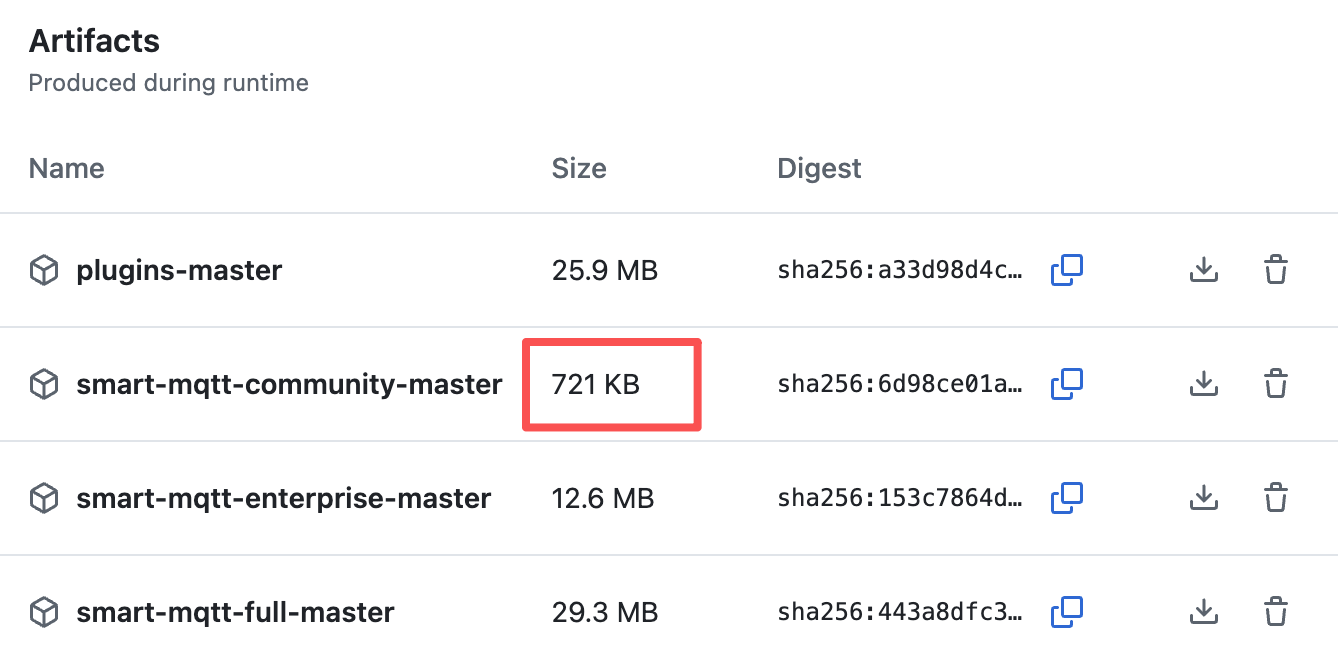 Artifacts
Produced during runtime
Name Size Digest
plugins-master 25.9 MB sha256:a33d98d4c…
smart-mqtt-community-master 721 KB sha256:6d98ce01a…
smart-mqtt-enterprise-master 12.6 MB sha256:153c7864d…
smart-mqtt-full-master 29.3 MB sha256:443a8dfc3…